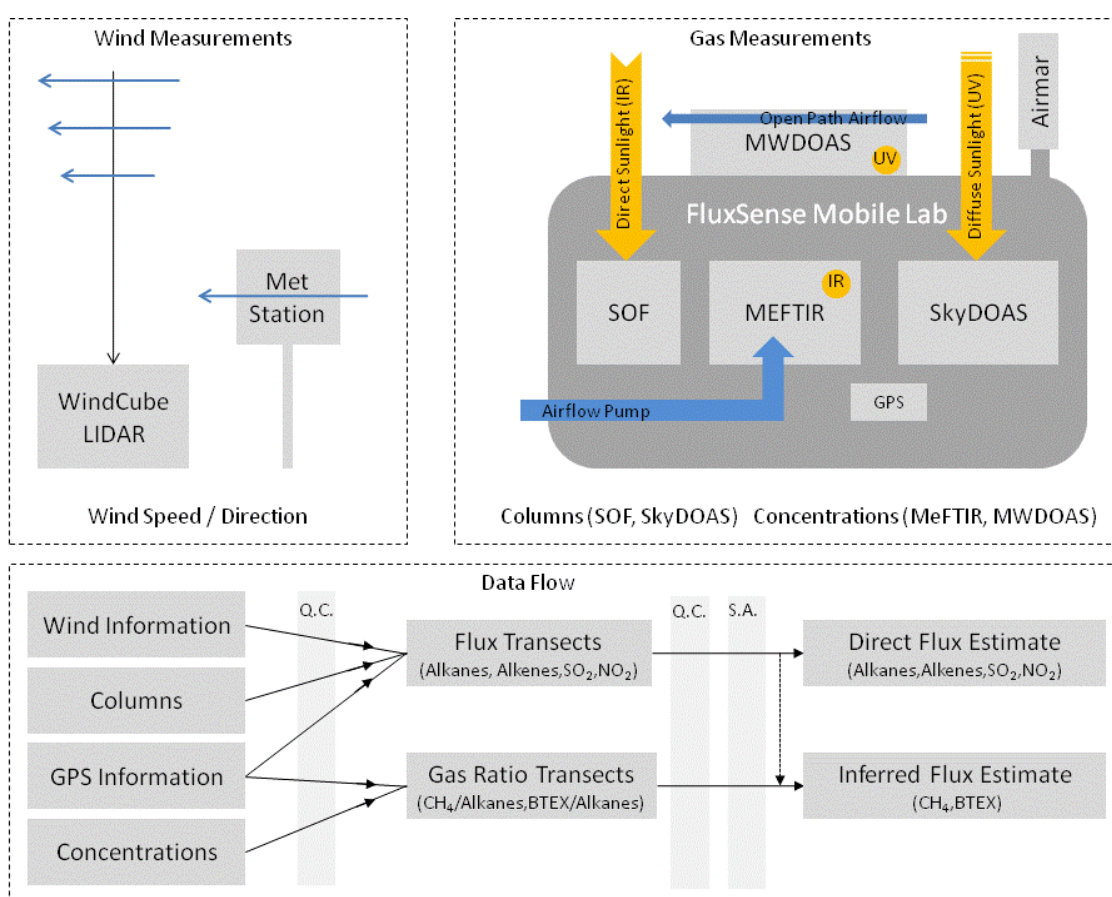 Wind Measurements
Met
Station
WindCube
LIDAR
Wind Speed / Direction
Gas Measurements
Direct Sunlight (IR)
Open Path Airflow
MWDOAS
UV
Diffuse Sunlight (UV)
Airmar
FluxSense Mobile Lab
SOF
MEFTIR
IR
SkyDOAS
Airflow Pump
GPS
Columns (SOF, SkyDOAS) Concentrations (MeFTIR, MWDOAS)
Data Flow
Wind Information
Columns
GPS Information
Concentrations
Q.C.
Flux Transects
(Alkanes, Alkenes,SO₂,NO₂)
Gas Ratio Transects
(CH₄/Alkanes,BTEX/Alkanes)
Q.C.
S.A.
Direct Flux Estimate
(Alkanes,Alkenes,SO₂,NO₂)
Inferred Flux Estimate
(CH₄,BTEX)